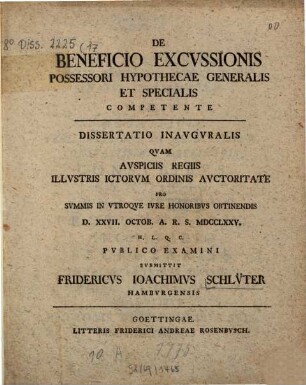 8° Diss. 2225 (17
DE
BENEFICIO EXCVSSIONIS
POSSESSORI HYPOTHECAE GENERALIS
ET SPECIALIS
COMPETENTE
DISSERTATIO INAVGVRALIS
QVAM
AVSPICIIS REGIIS
ILLVSTRIS ICTORVM ORDINIS AVCTORITATE
PRO
SVMMIS IN VTROQVE IVRE HONORIBVS OBTINENDIS
D. XXVII. OCTOB. A. R. S. MDCCLXXV.
H. L. Q. C.
PVBLICO EXAMINI
SVBMITTIT
FRIDERICVS IOACHIMVS SCHLÜTER
HAMBVRGENSIS
GOETTINGAE.
LITTERIS FRIDERICI ANDREAE ROSENBVSCH.